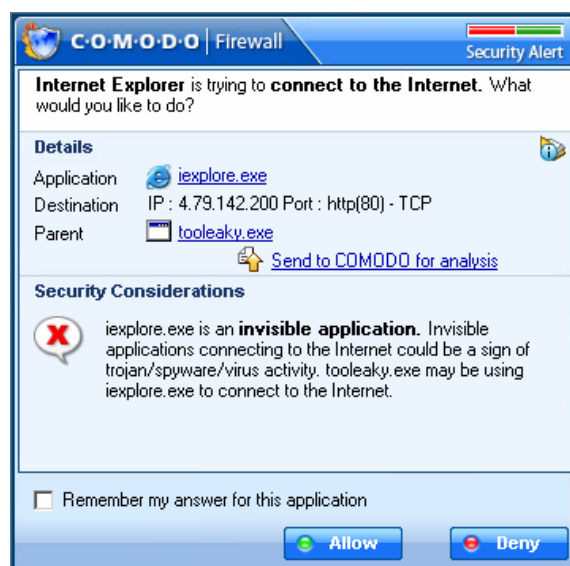 C·O·M·O·D·O | Firewall
Security Alert
Internet Explorer is trying to connect to the Internet. What
would you like to do?
Details
Application iexplore.exe
Destination IP : 4.79.142.200 Port : http(80) - TCP
Parent tooleaky.exe
Send to COMODO for analysis
Security Considerations
iexplore.exe is an invisible application. Invisible
applications connecting to the Internet could be a sign of
trojan/spyware/virus activity. tooleaky.exe may be using
iexplore.exe to connect to the Internet.
Remember my answer for this application
Allow Deny